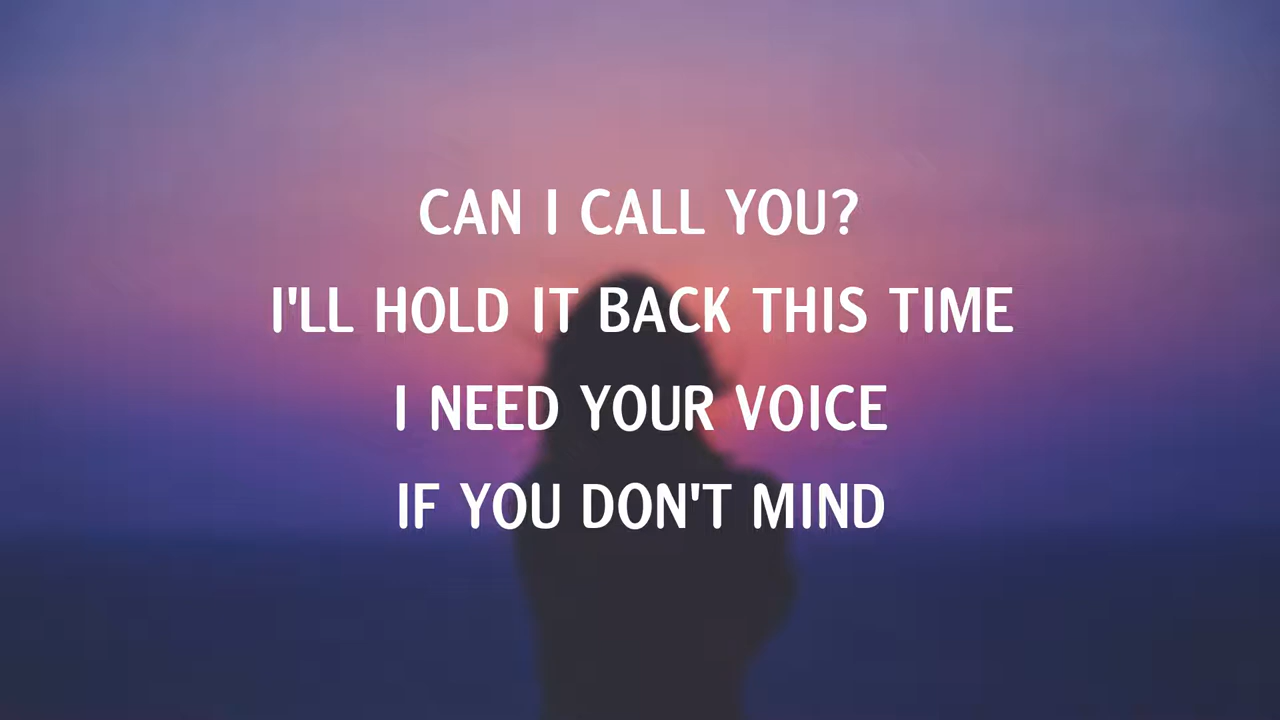 CAN I CALL YOU?
I'LL HOLD IT BACK THIS TIME
I NEED YOUR VOICE
IF YOU DON'T MIND